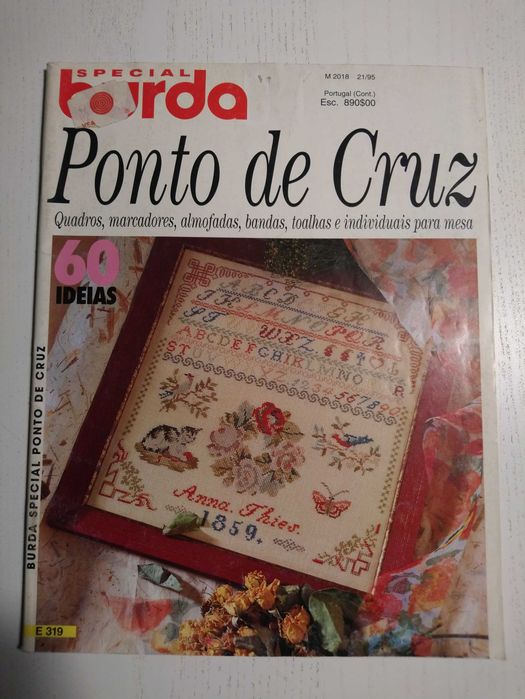 SPECIAL
burda
M 2018 21/95
Portugal (Cont.)
Esc. 890$00
Ponto de Cruz
Quadros, marcadores, almofadas, bandas, toalhas e individuais para mesa
60
IDEIAS
ABCDEFGHIKLMNO
ST
R
Anna. Thies.
1859.
BURDA SPECIAL PONTO DE CRUZ
E 319